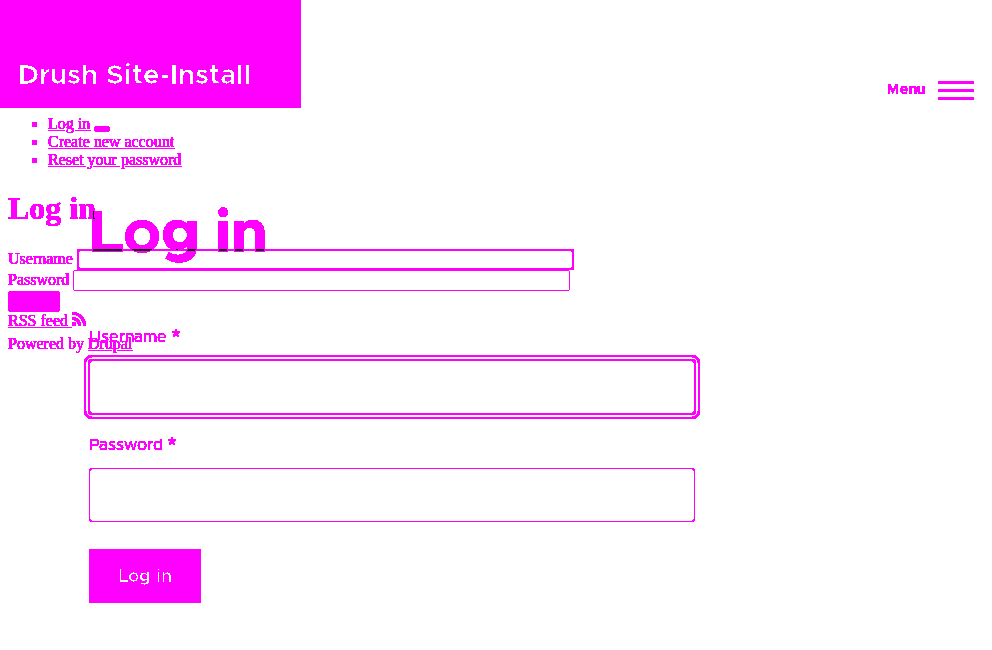 Drush Site-Install
Menu
Log in
Create new account
Reset your password
Log in
Log in
Username
Password
RSS feed
Username *
Powered by Drupal
Password *
Log in